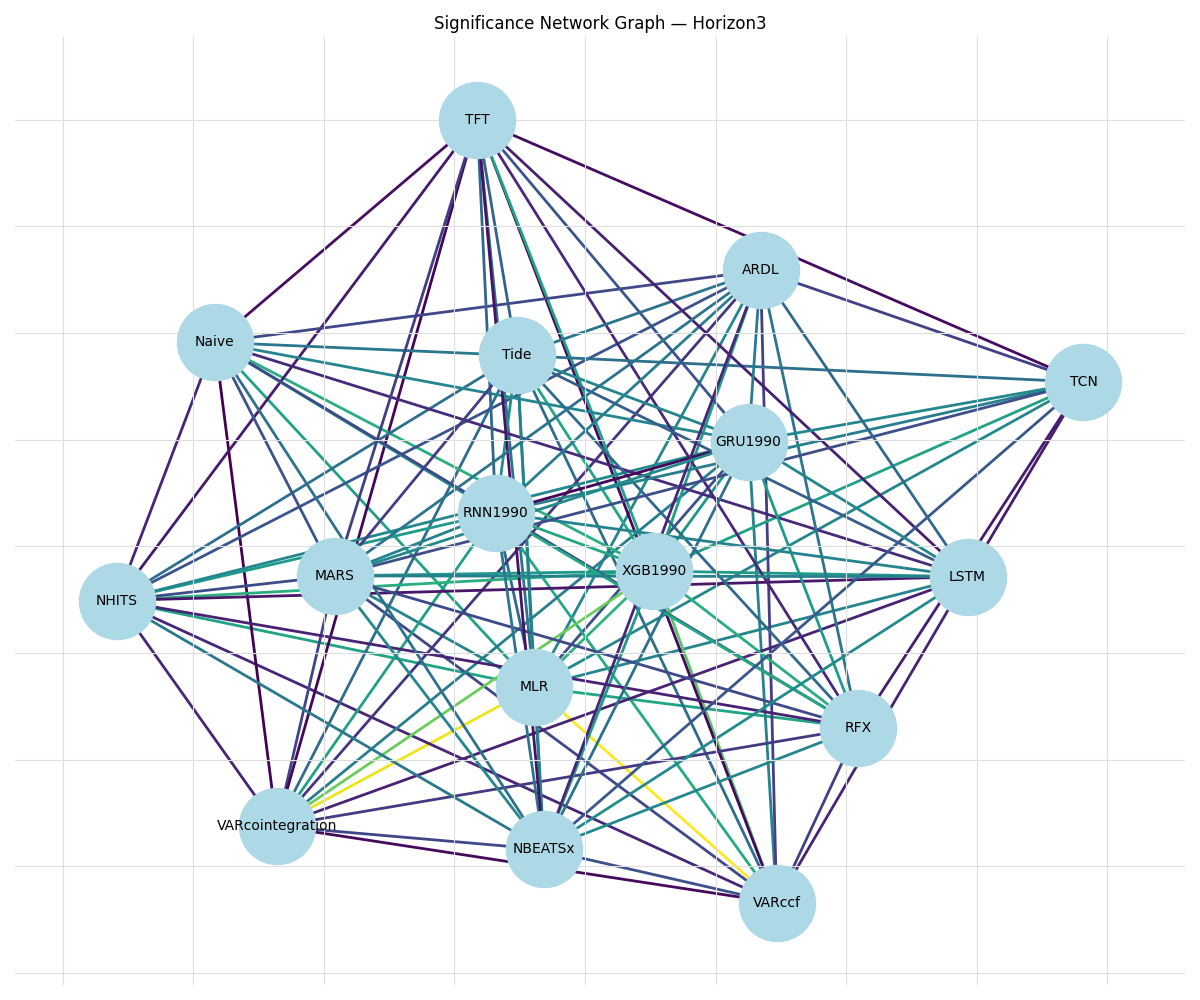 Significance Network Graph — Horizon3
TFT
ARDL
Naive
Tide
TCN
GRU1990
RNN1990
XGB1990
MARS
LSTM
NHITS
MLR
RFX
VARcointegration
NBEATSx
VARccf